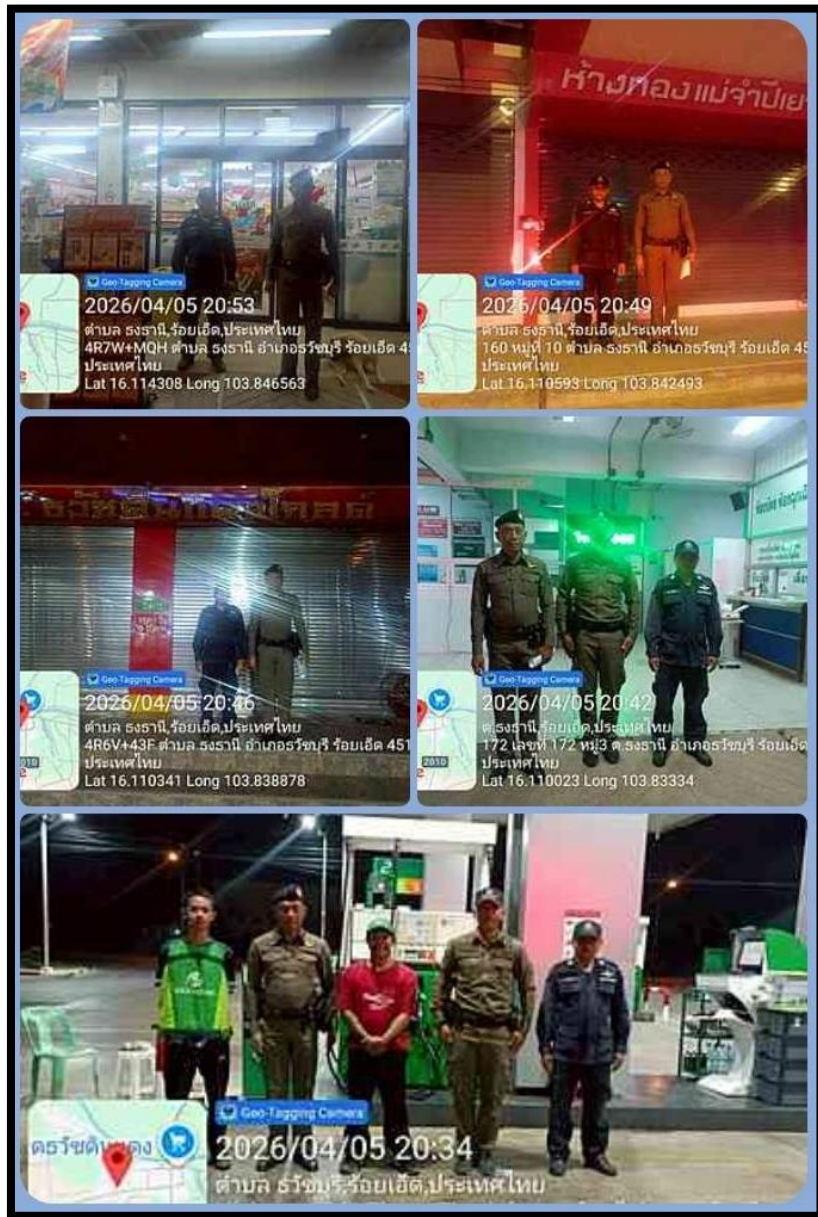 Geo-Tagging Camera
2026/04/05 20:53
ตำบล ธงธานี,ร้อยเอ็ด,ประเทศไทย
4R7W+MQH ตำบล ธงธานี อำเภอธวัชบุรี ร้อยเอ็ด
ประเทศไทย
Lat 16.114308 Long 103.846563
ห้างทองแม่จำปีเยา
Geo-Tagging Camera
2026/04/05 20:49
ตำบล ธงธานี,ร้อยเอ็ด,ประเทศไทย
160 หมู่ที่ 10 ตำบล ธงธานี อำเภอธวัชบุรี ร้อยเอ็ด 45
ประเทศไทย
Lat 16.110593 Long 103.842493
Geo-Tagging Camera
2026/04/05 20:46
ตำบล ธงธานี,ร้อยเอ็ด,ประเทศไทย
4R6V+43F ตำบล ธงธานี อำเภอธวัชบุรี ร้อยเอ็ด 451
ประเทศไทย
Lat 16.110341 Long 103.838878
2010
Geo-Tagging Camera
2026/04/05 20:42
ต.ธงธานี,ร้อยเอ็ด,ประเทศไทย
172 เลขที่ 172 หมู่3 ต.ธงธานี อำเภอธวัชบุรี ร้อยเอ็ด
ประเทศไทย
Lat 16.110023 Long 103.83334
2010
Geo-Tagging Camera
2026/04/05 20:34
ตำบล ธวัชบุรี,ร้อยเอ็ด,ประเทศไทย